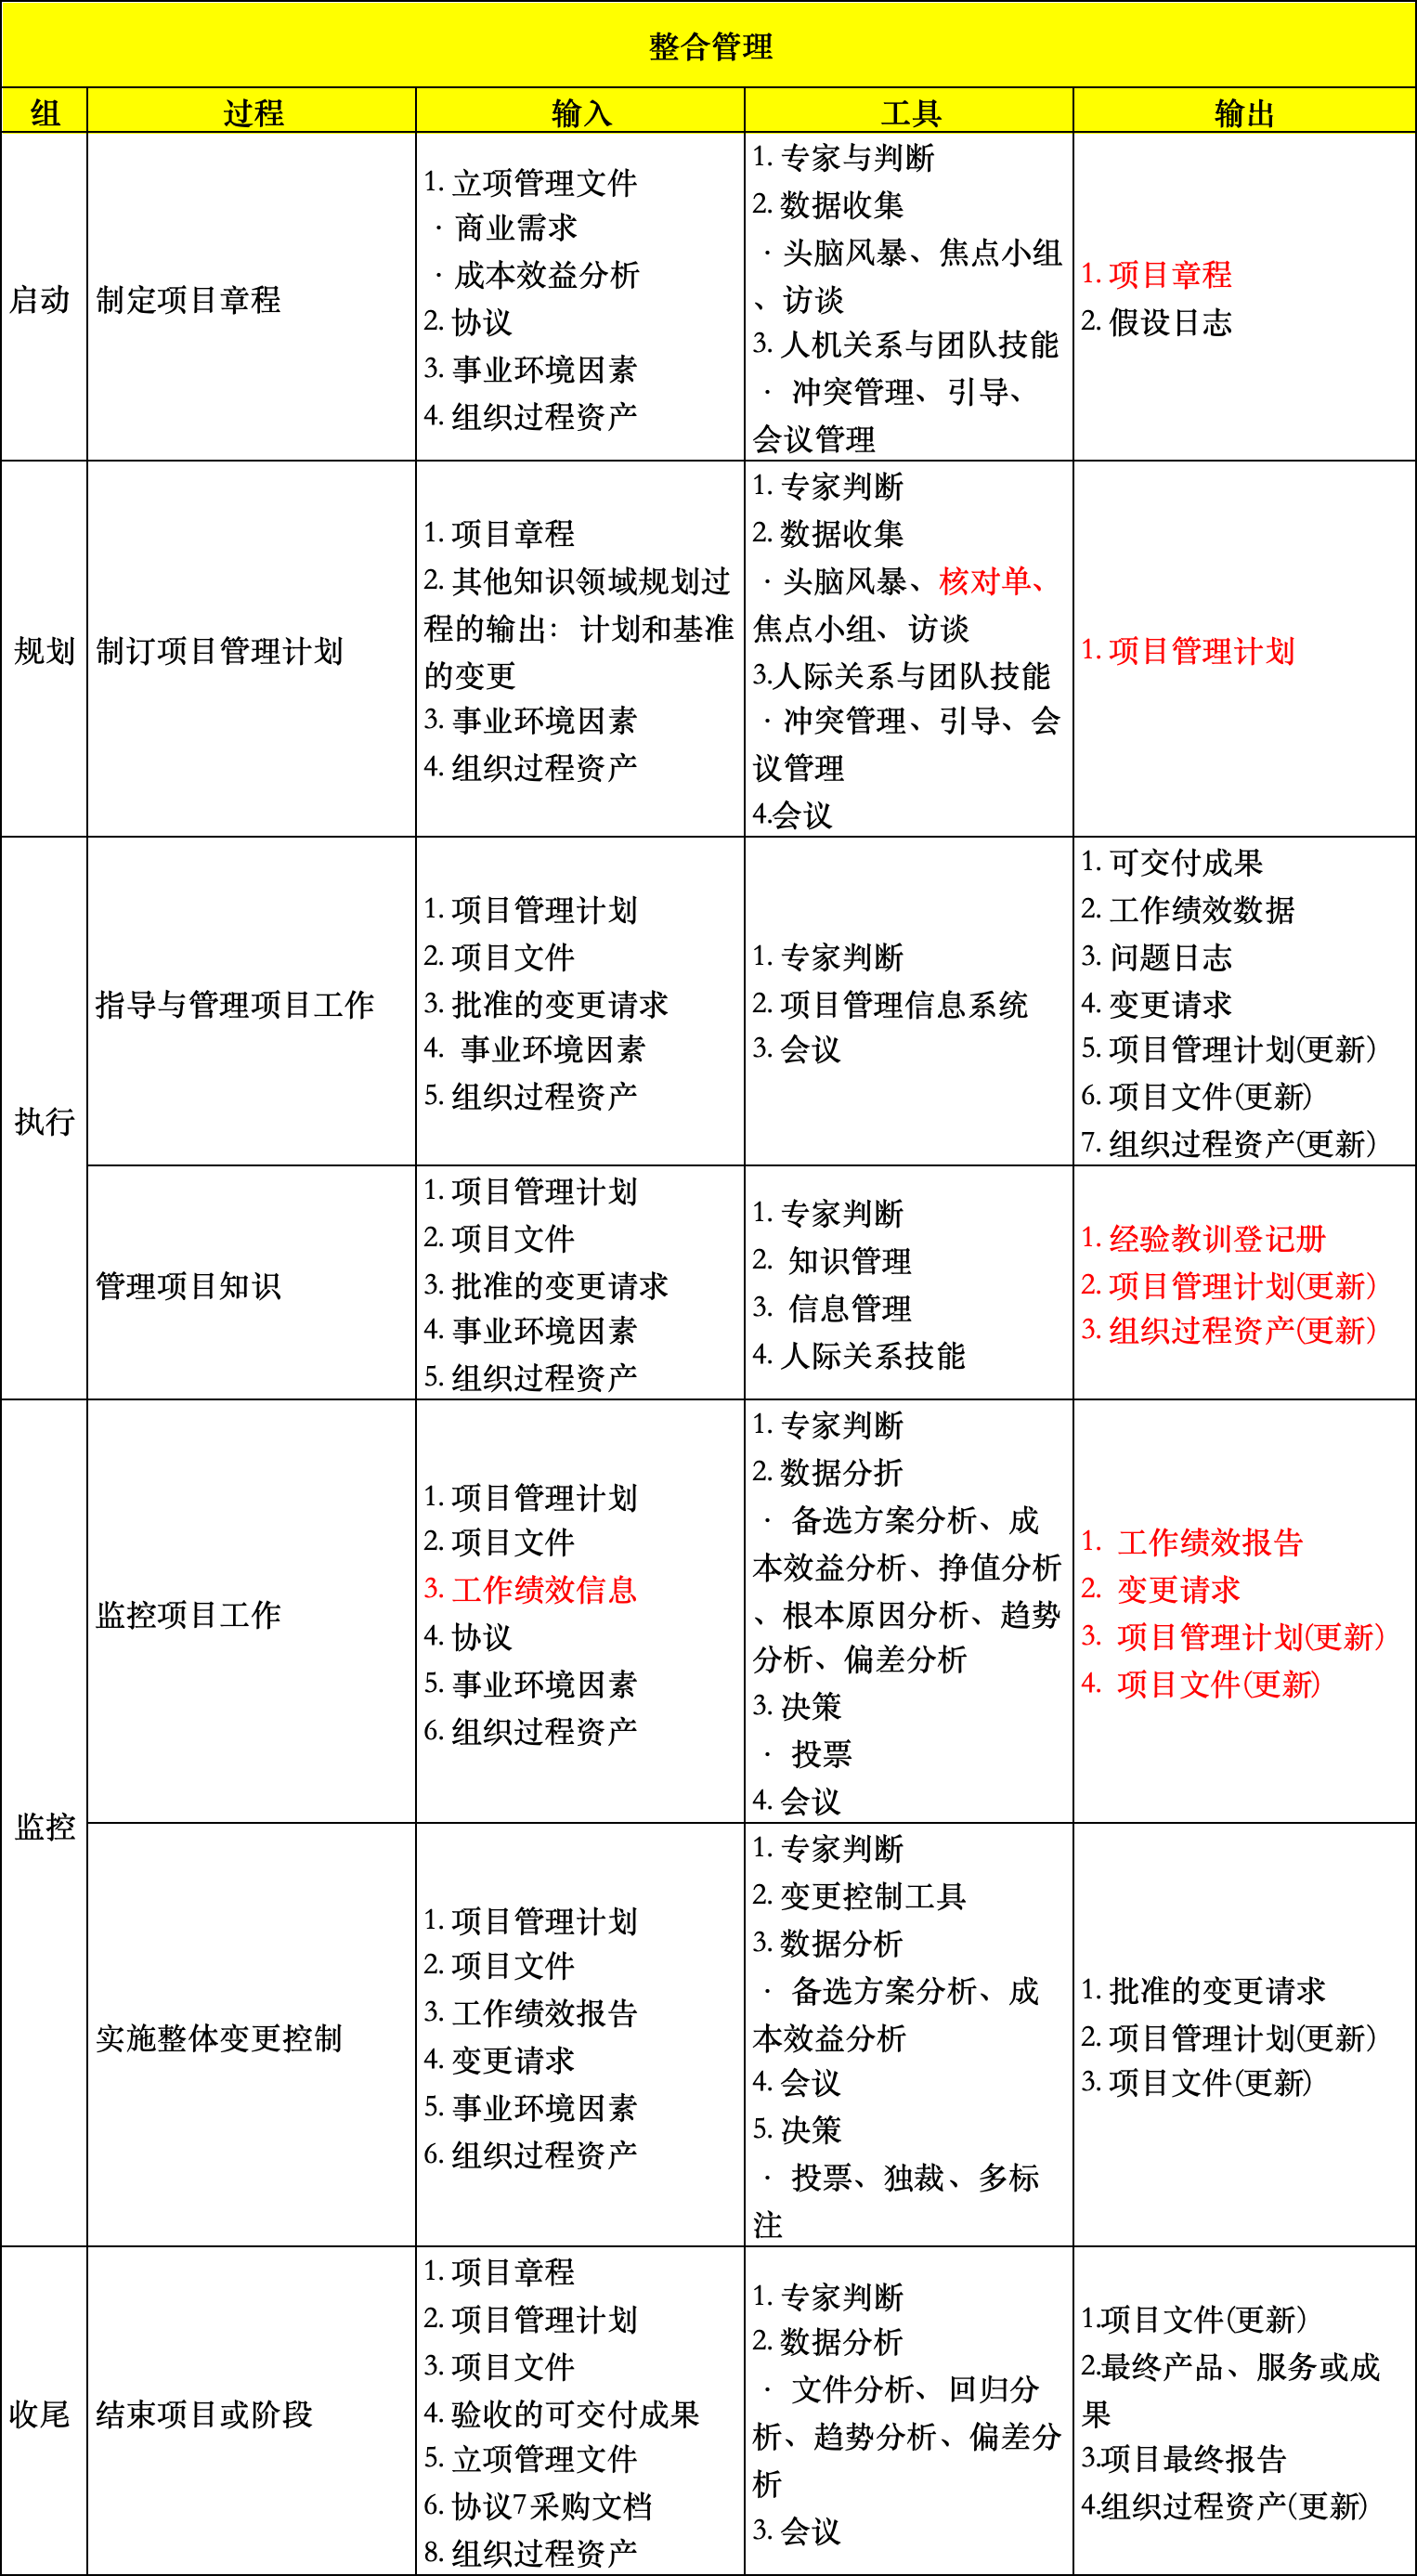 整合管理
组 过程 输入 工具 输出
启动
制定项目章程
1. 立项管理文件
· 商业需求
· 成本效益分析
2. 协议
3. 事业环境因素
4. 组织过程资产
1. 专家与判断
2. 数据收集
· 头脑风暴、焦点小组
、访谈
3. 人机关系与团队技能
· 冲突管理、引导、
会议管理
1. 项目章程
2. 假设日志
规划
制订项目管理计划
1. 项目章程
2. 其他知识领域规划过
程的输出：计划和基准
的变更
3. 事业环境因素
4. 组织过程资产
1. 专家判断
2. 数据收集
· 头脑风暴、核对单、
焦点小组、访谈
3.人际关系与团队技能
· 冲突管理、引导、会
议管理
4.会议
1. 项目管理计划
执行
指导与管理项目工作
1. 项目管理计划
2. 项目文件
3. 批准的变更请求
4. 事业环境因素
5. 组织过程资产
1. 专家判断
2. 项目管理信息系统
3. 会议
1. 可交付成果
2. 工作绩效数据
3. 问题日志
4. 变更请求
5. 项目管理计划(更新)
6. 项目文件(更新)
7. 组织过程资产(更新)
管理项目知识
1. 项目管理计划
2. 项目文件
3. 批准的变更请求
4. 事业环境因素
5. 组织过程资产
1. 专家判断
2. 知识管理
3. 信息管理
4. 人际关系技能
1. 经验教训登记册
2. 项目管理计划(更新)
3. 组织过程资产(更新)
监控
监控项目工作
1. 项目管理计划
2. 项目文件
3. 工作绩效信息
4. 协议
5. 事业环境因素
6. 组织过程资产
1. 专家判断
2. 数据分折
· 备选方案分析、成
本效益分析、挣值分析
、根本原因分析、趋势
分析、偏差分析
3. 决策
· 投票
4. 会议
1. 工作绩效报告
2. 变更请求
3. 项目管理计划(更新)
4. 项目文件(更新)
实施整体变更控制
1. 项目管理计划
2. 项目文件
3. 工作绩效报告
4. 变更请求
5. 事业环境因素
6. 组织过程资产
1. 专家判断
2. 变更控制工具
3. 数据分析
· 备选方案分析、成
本效益分析
4. 会议
5. 决策
· 投票、独裁、多标
注
1. 批准的变更请求
2. 项目管理计划(更新)
3. 项目文件(更新)
收尾
结束项目或阶段
1. 项目章程
2. 项目管理计划
3. 项目文件
4. 验收的可交付成果
5. 立项管理文件
6. 协议7采购文档
8. 组织过程资产
1. 专家判断
2. 数据分析
· 文件分析、回归分
析、趋势分析、偏差分
析
3. 会议
1.项目文件(更新)
2.最终产品、服务或成
果
3.项目最终报告
4.组织过程资产(更新)